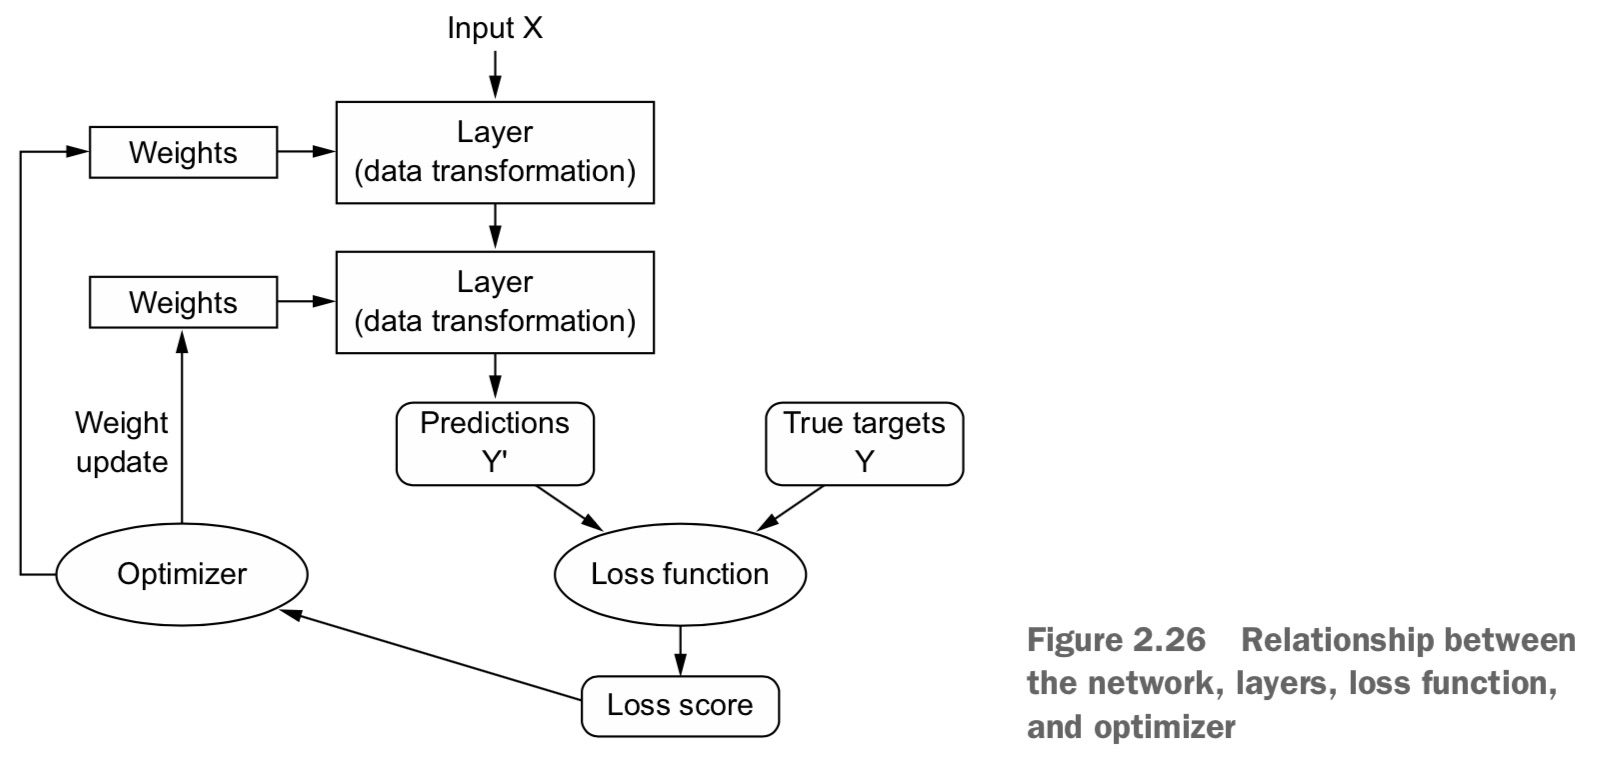 Input X
Weights
Layer
(data transformation)
Weights
Layer
(data transformation)
Weight
update
Predictions
Y'
True targets
Y
Optimizer
Loss function
Loss score
Figure 2.26 Relationship between
the network, layers, loss function,
and optimizer